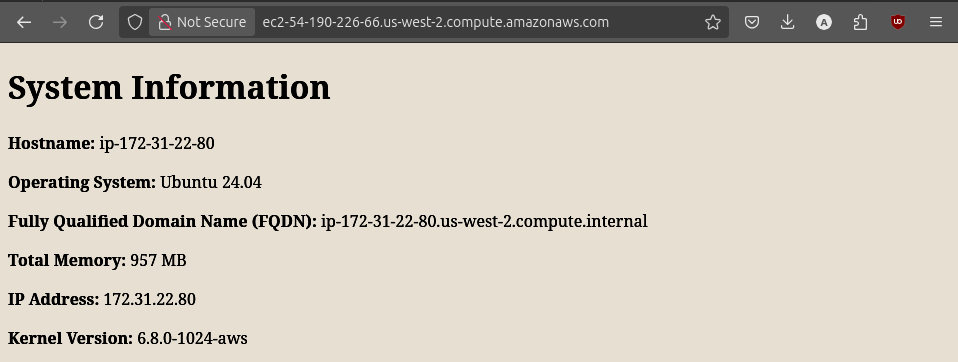 Not Secure ec2-54-190-226-66.us-west-2.compute.amazonaws.com
System Information
Hostname: ip-172-31-22-80
Operating System: Ubuntu 24.04
Fully Qualified Domain Name (FQDN): ip-172-31-22-80.us-west-2.compute.internal
Total Memory: 957 MB
IP Address: 172.31.22.80
Kernel Version: 6.8.0-1024-aws